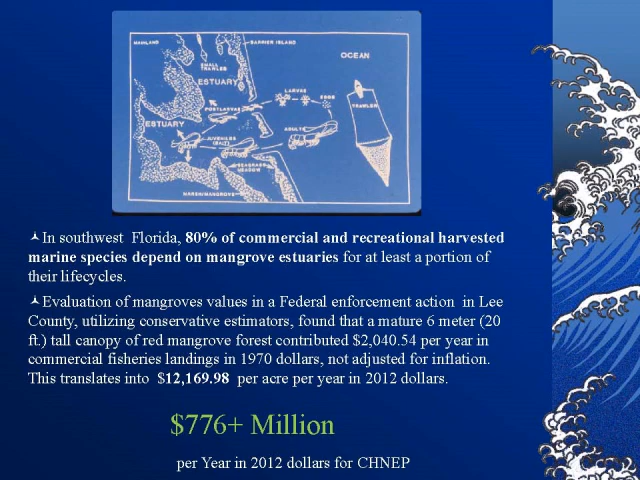 MAINLAND
BARRIER ISLAND
OCEAN
SMALL
TRAWLER
ESTUARY
LARVAE
EGGS
POSTLARVAE
TRAWLER
ESTUARY
ADULTS
JUVENILES
(BAIT)
SEAGRASS
MEADOW
MARSH/MANGROVE
In southwest Florida, 80% of commercial and recreational harvested
marine species depend on mangrove estuaries for at least a portion of
their lifecycles.
Evaluation of mangroves values in a Federal enforcement action in Lee
County, utilizing conservative estimators, found that a mature 6 meter (20
ft.) tall canopy of red mangrove forest contributed $2,040.54 per year in
commercial fisheries landings in 1970 dollars, not adjusted for inflation.
This translates into $12,169.98 per acre per year in 2012 dollars.
$776+ Million
per Year in 2012 dollars for CHNEP